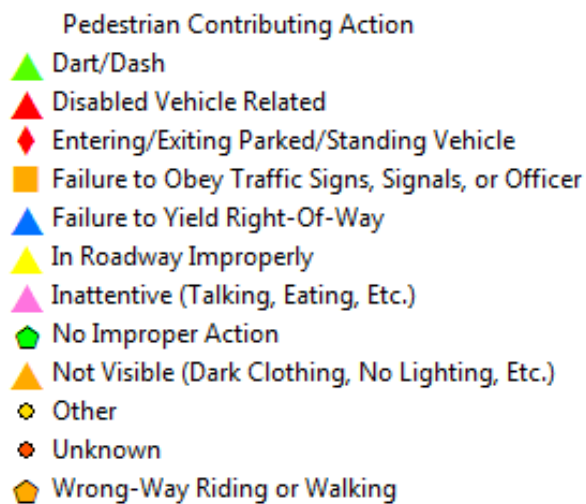 Pedestrian Contributing Action
Dart/Dash
Disabled Vehicle Related
Entering/Exiting Parked/Standing Vehicle
Failure to Obey Traffic Signs, Signals, or Officer
Failure to Yield Right-Of-Way
In Roadway Improperly
Inattentive (Talking, Eating, Etc.)
No Improper Action
Not Visible (Dark Clothing, No Lighting, Etc.)
Other
Unknown
Wrong-Way Riding or Walking